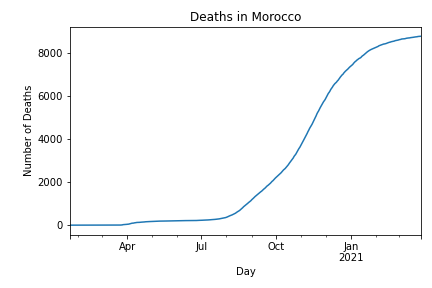 Deaths in Morocco
Number of Deaths
8000
6000
4000
2000
0
Apr
Jul
Oct
Jan
2021
Day